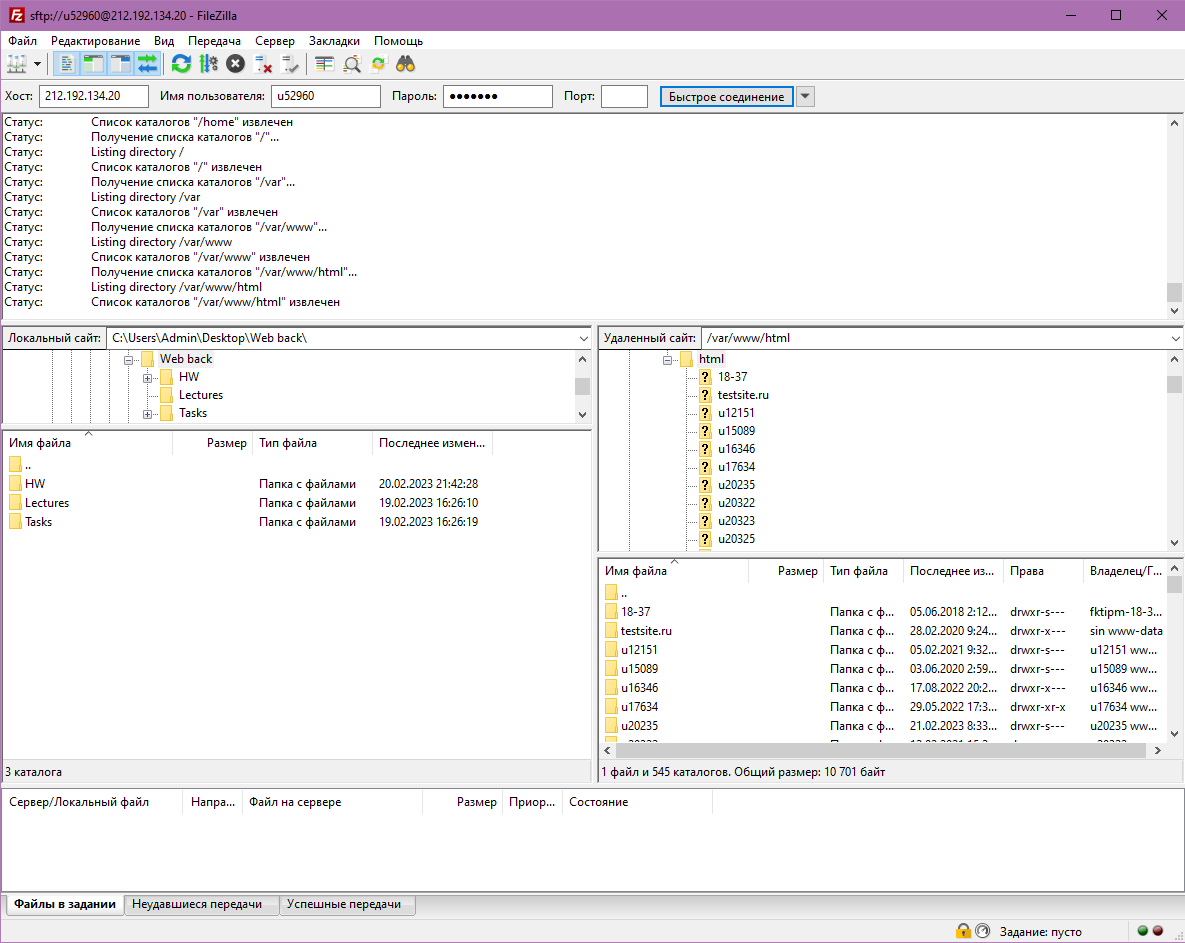 sftp://u52960@212.192.134.20 - FileZilla
Файл Редактирование Вид Передача Сервер Закладки Помощь
Хост: 212.192.134.20 Имя пользователя: u52960 Пароль: ●●●●●●● Порт: Быстрое соединение
Статус: Список каталогов "/home" извлечен
Статус: Получение списка каталогов "/"...
Статус: Listing directory /
Статус: Список каталогов "/" извлечен
Статус: Получение списка каталогов "/var"...
Статус: Listing directory /var
Статус: Список каталогов "/var" извлечен
Статус: Получение списка каталогов "/var/www"...
Статус: Listing directory /var/www
Статус: Список каталогов "/var/www" извлечен
Статус: Получение списка каталогов "/var/www/html"...
Статус: Listing directory /var/www/html
Статус: Список каталогов "/var/www/html" извлечен
Локальный сайт: C:\Users\Admin\Desktop\Web back\
Web back
HW
Lectures
Tasks
Имя файла Размер Тип файла Последнее измен...
..
HW Папка с файлами 20.02.2023 21:42:28
Lectures Папка с файлами 19.02.2023 16:26:10
Tasks Папка с файлами 19.02.2023 16:26:19
3 каталога
Удаленный сайт: /var/www/html
html
? 18-37
? testsite.ru
? u12151
? u15089
? u16346
? u17634
? u20235
? u20322
? u20323
? u20325
Имя файла Размер Тип файла Последнее из... Права Владелец/Г...
..
18-37 Папка с ф... 05.06.2018 2:12... drwxr-s--- fktipm-18-3...
testsite.ru Папка с ф... 28.02.2020 9:24... drwxr-x--- sin www-data
u12151 Папка с ф... 05.02.2021 9:32... drwxr-s--- u12151 ww...
u15089 Папка с ф... 03.06.2020 2:59... drwxr-s--- u15089 ww...
u16346 Папка с ф... 17.08.2022 20:2... drwxr-x--- u16346 ww...
u17634 Папка с ф... 29.05.2022 17:3... drwxr-xr-x u17634 ww...
u20235 Папка с ф... 21.02.2023 8:33... drwxr-s--- u20235 ww...
1 файл и 545 каталогов. Общий размер: 10 701 байт
Сервер/Локальный файл Напра... Файл на сервере Размер Приор... Состояние
Файлы в задании Неудавшиеся передачи Успешные передачи
Задание: пусто